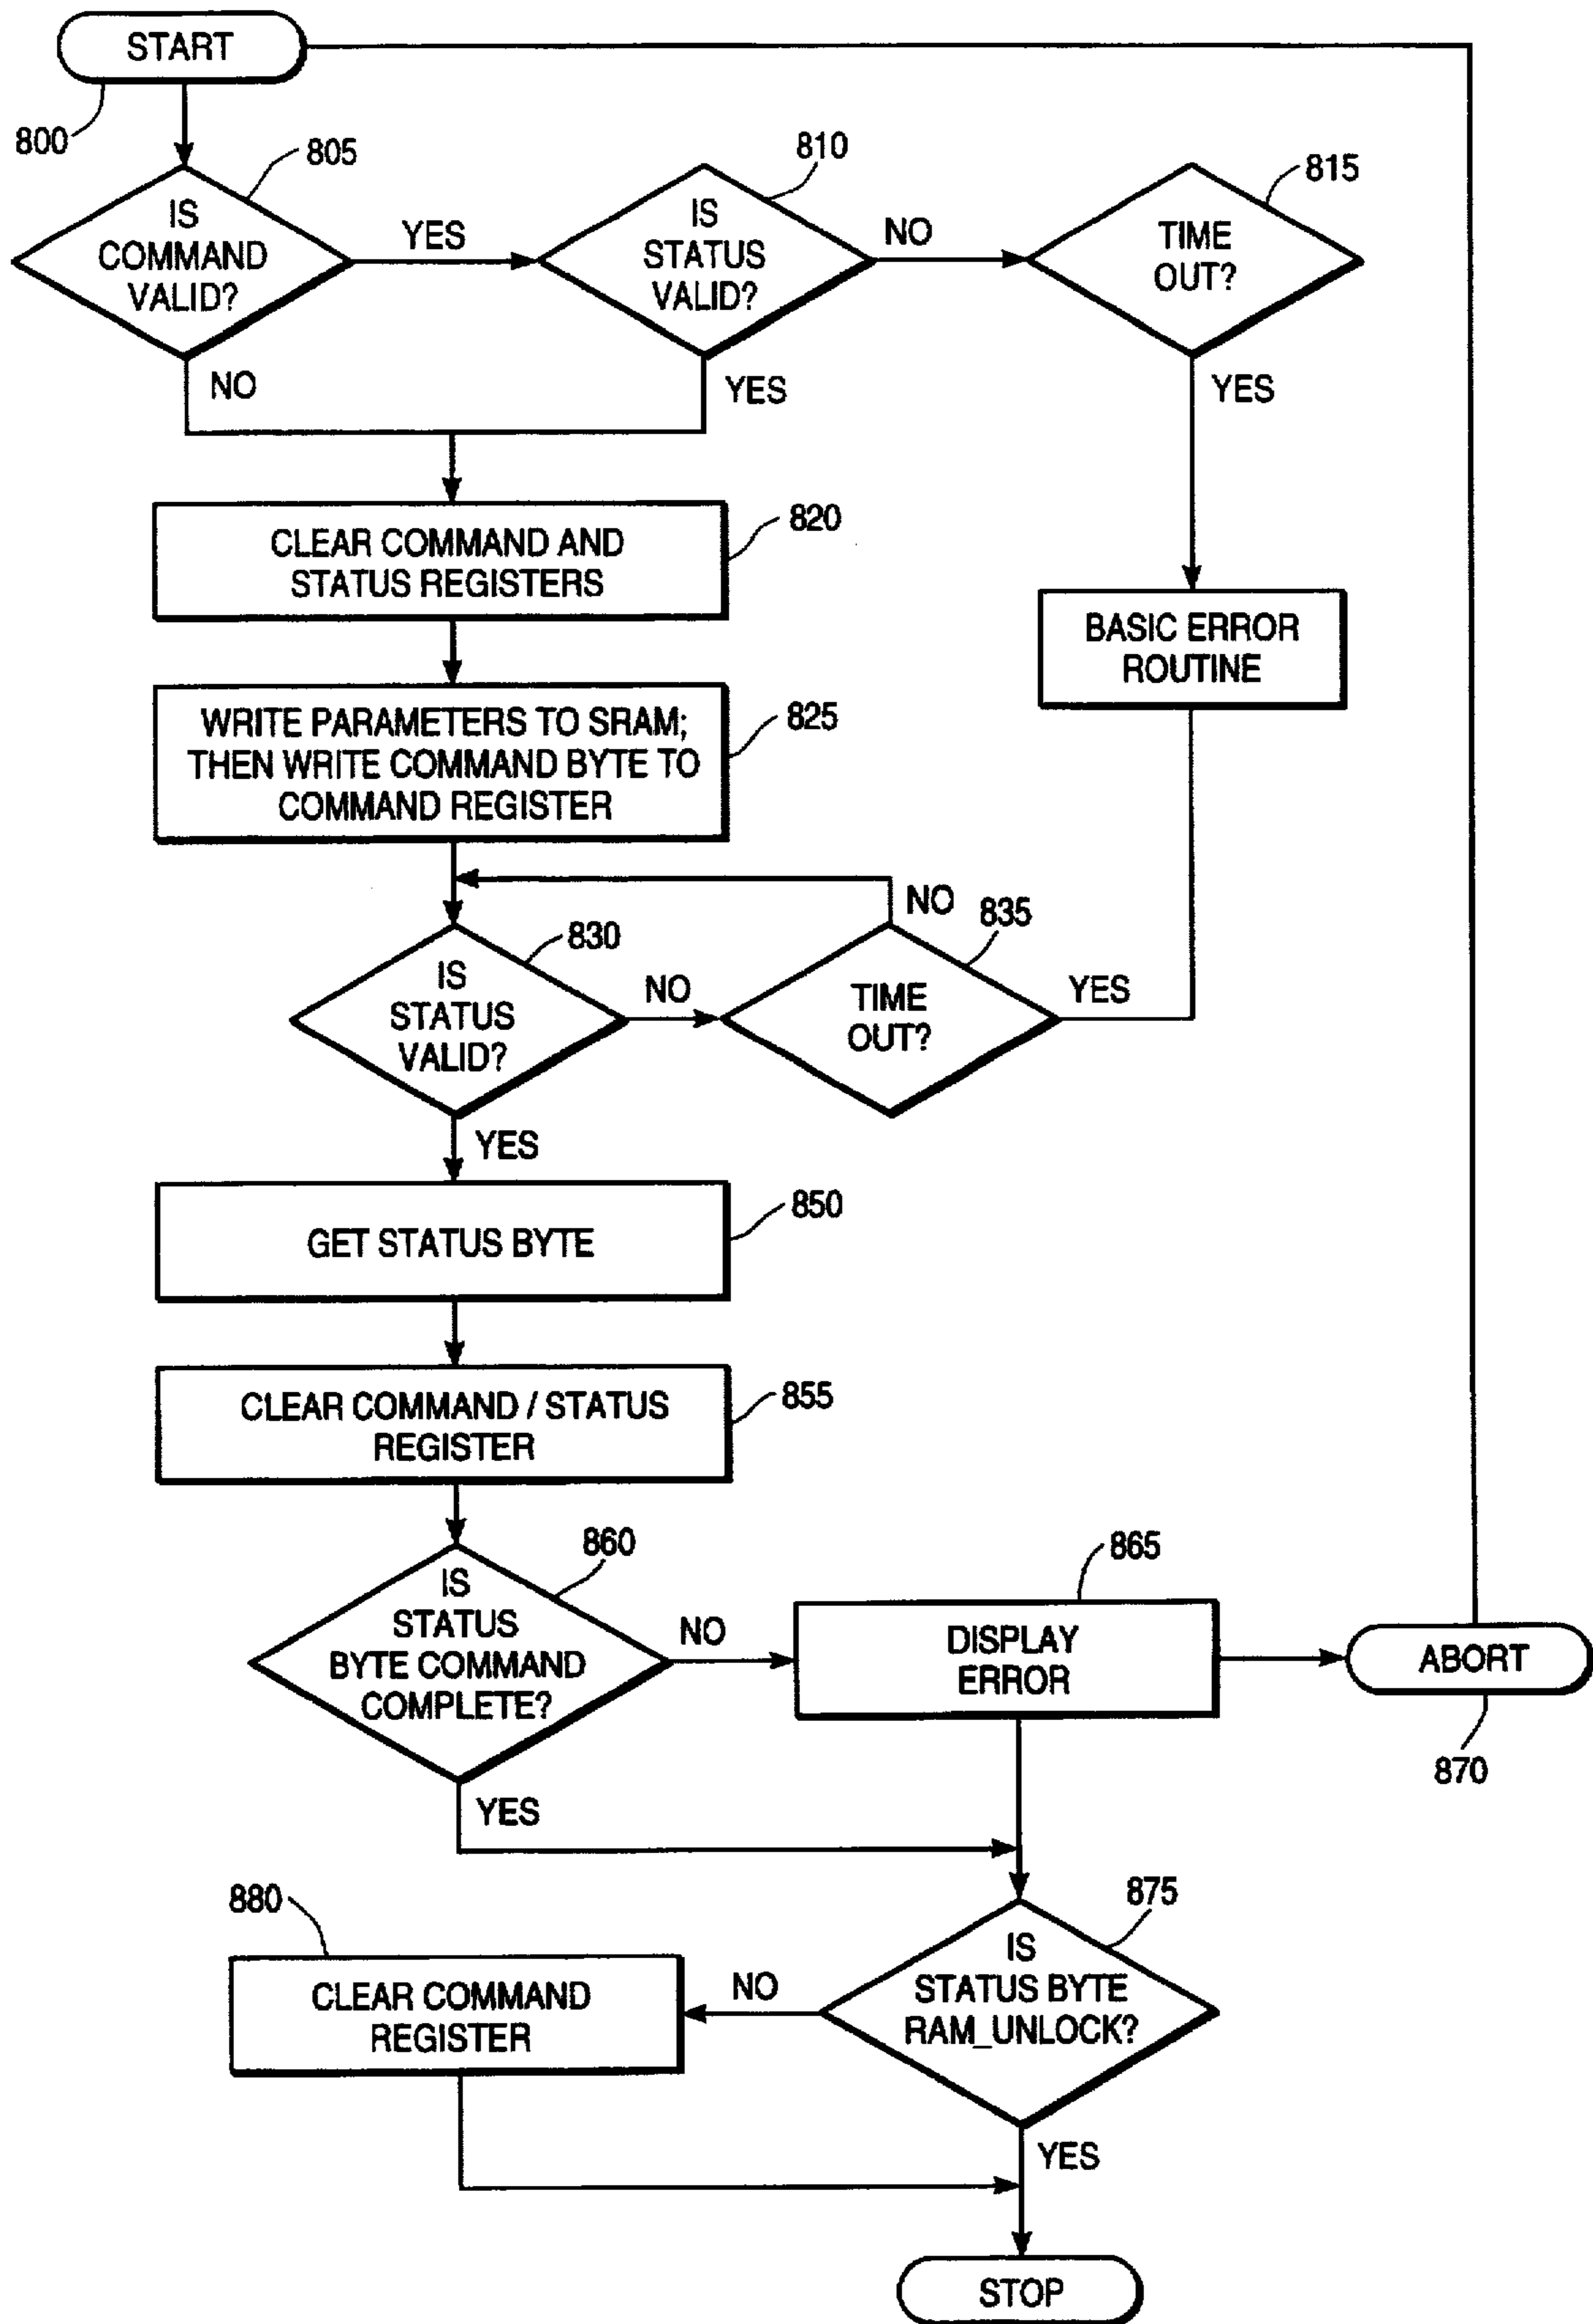 START
800
805
810
815
IS
COMMAND
VALID?
YES
IS
STATUS
VALID?
NO
TIME
OUT?
NO
YES
YES
CLEAR COMMAND AND
STATUS REGISTERS
820
BASIC ERROR
ROUTINE
WRITE PARAMETERS TO SRAM;
THEN WRITE COMMAND BYTE TO
COMMAND REGISTER
825
NO
835
830
IS
STATUS
VALID?
NO
TIME
OUT?
YES
YES
GET STATUS BYTE
850
CLEAR COMMAND / STATUS
REGISTER
855
860
865
IS
STATUS
BYTE COMMAND
COMPLETE?
NO
DISPLAY
ERROR
ABORT
870
YES
880
875
CLEAR COMMAND
REGISTER
NO
IS
STATUS BYTE
RAM_UNLOCK?
YES
STOP